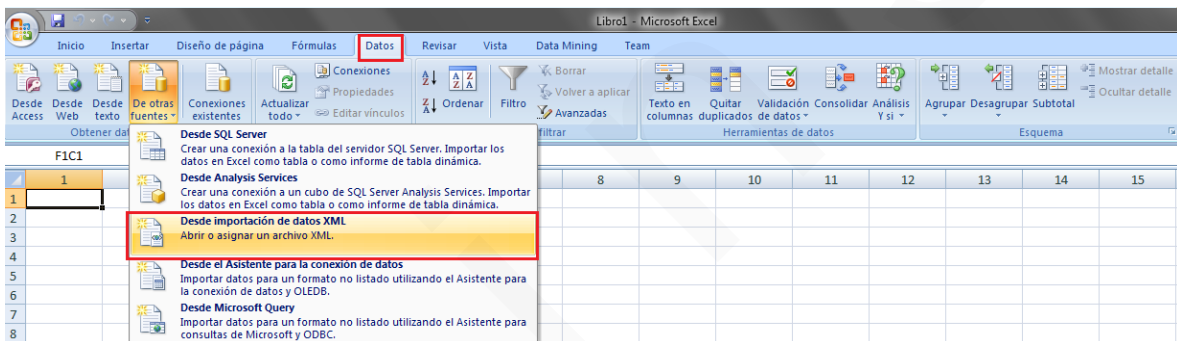 Libro1 - Microsoft Excel
Inicio Insertar Diseño de página Fórmulas Datos Revisar Vista Data Mining Team
Desde Access
Desde Web
Desde texto
De otras fuentes
Conexiones existentes
Actualizar todo
Conexiones
Propiedades
Editar vínculos
Ordenar
Filtro
Borrar
Volver a aplicar
Avanzadas
Texto en columnas
Quitar duplicados
Validación de datos
Consolidar
Análisis Y si
Agrupar
Desagrupar
Subtotal
Mostrar detalle
Ocultar detalle
Obtener dat
filtrar
Herramientas de datos
Esquema
F1C1
1 8 9 10 11 12 13 14 15
1
2
3
4
5
6
7
8
Desde SQL Server
Crear una conexión a la tabla del servidor SQL Server. Importar los
datos en Excel como tabla o como informe de tabla dinámica.
Desde Analysis Services
Crear una conexión a un cubo de SQL Server Analysis Services. Importar
los datos en Excel como tabla o como informe de tabla dinámica.
Desde importación de datos XML
Abrir o asignar un archivo XML.
Desde el Asistente para la conexión de datos
Importar datos para un formato no listado utilizando el Asistente para
la conexión de datos y OLEDB.
Desde Microsoft Query
Importar datos para un formato no listado utilizando el Asistente para
consultas de Microsoft y ODBC.